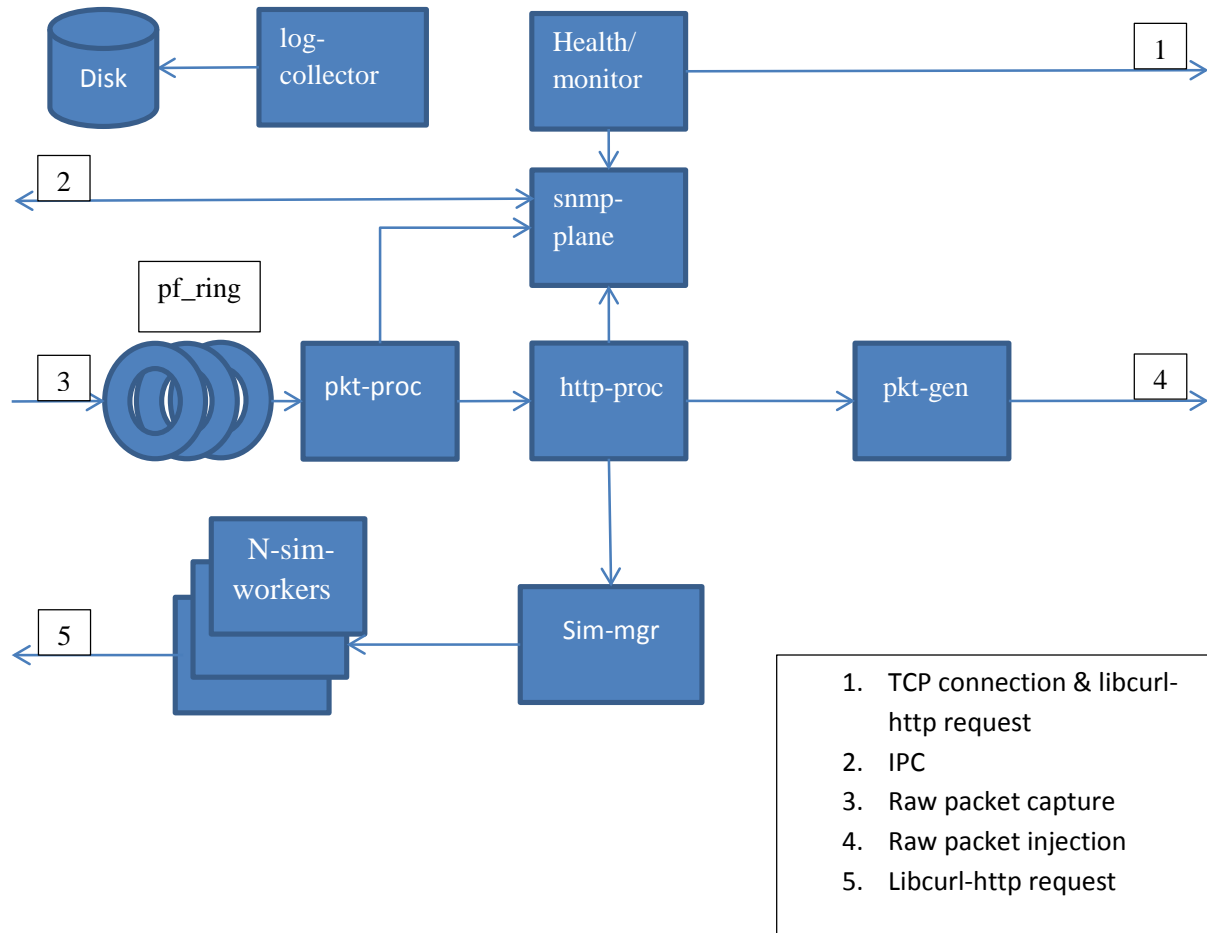 log-
collector
Disk
Health/
monitor
1
2
snmp-
plane
pf_ring
3
pkt-proc
http-proc
pkt-gen
4
N-sim-
workers
5
Sim-mgr
1. TCP connection & libcurl-
http request
2. IPC
3. Raw packet capture
4. Raw packet injection
5. Libcurl-http request